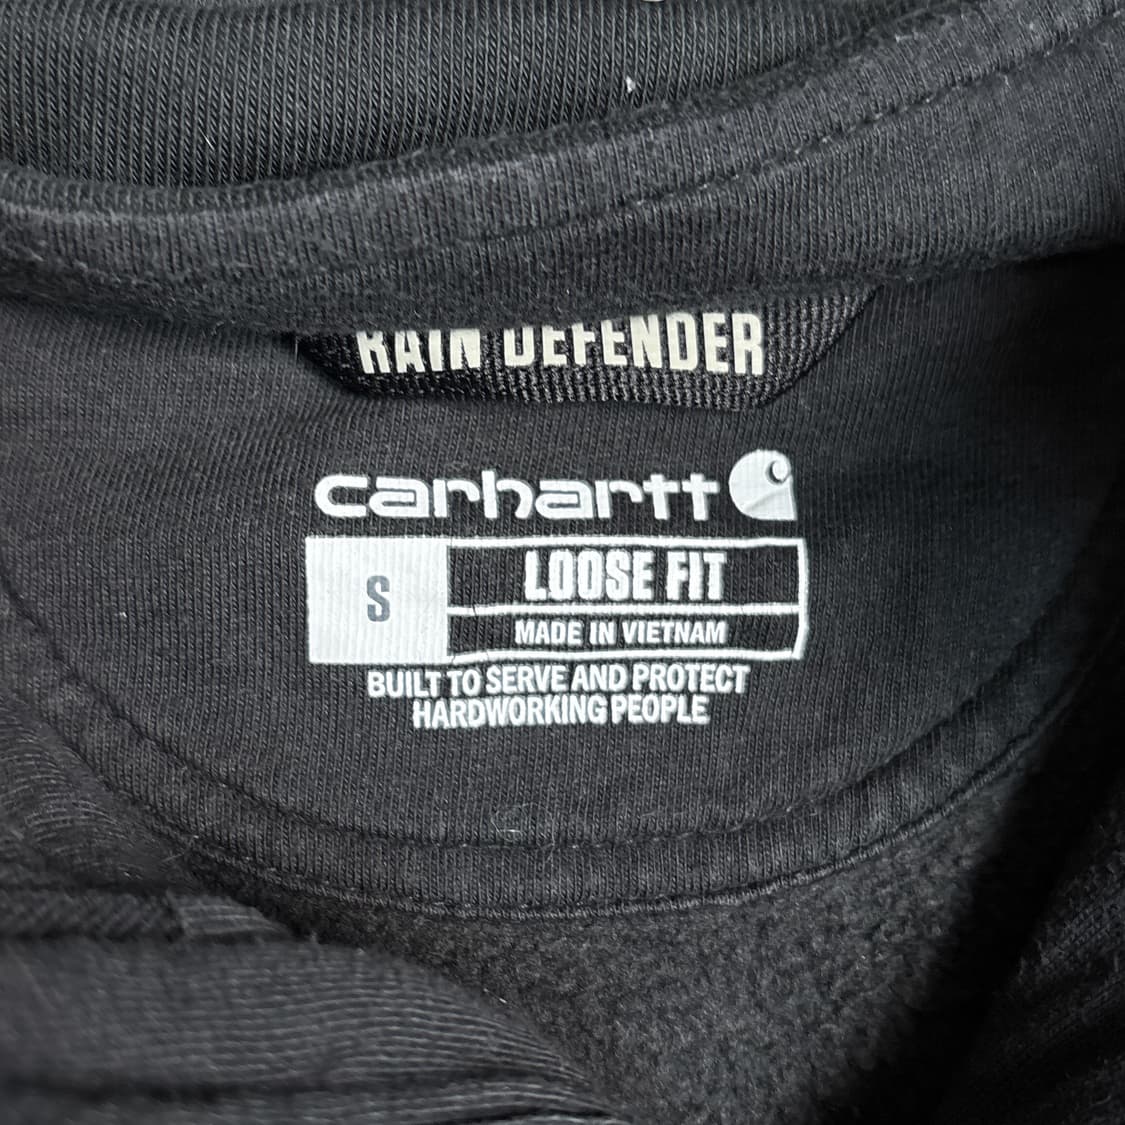 RAIN DEFENDER
carhartt
S
LOOSE FIT
MADE IN VIETNAM
BUILT TO SERVE AND PROTECT
HARDWORKING PEOPLE